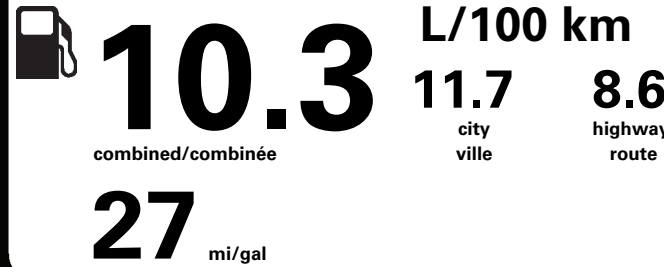 10.3
combined/combinée
L/100 km
11.7
city
ville
8.6
highway
route
27 mi/gal